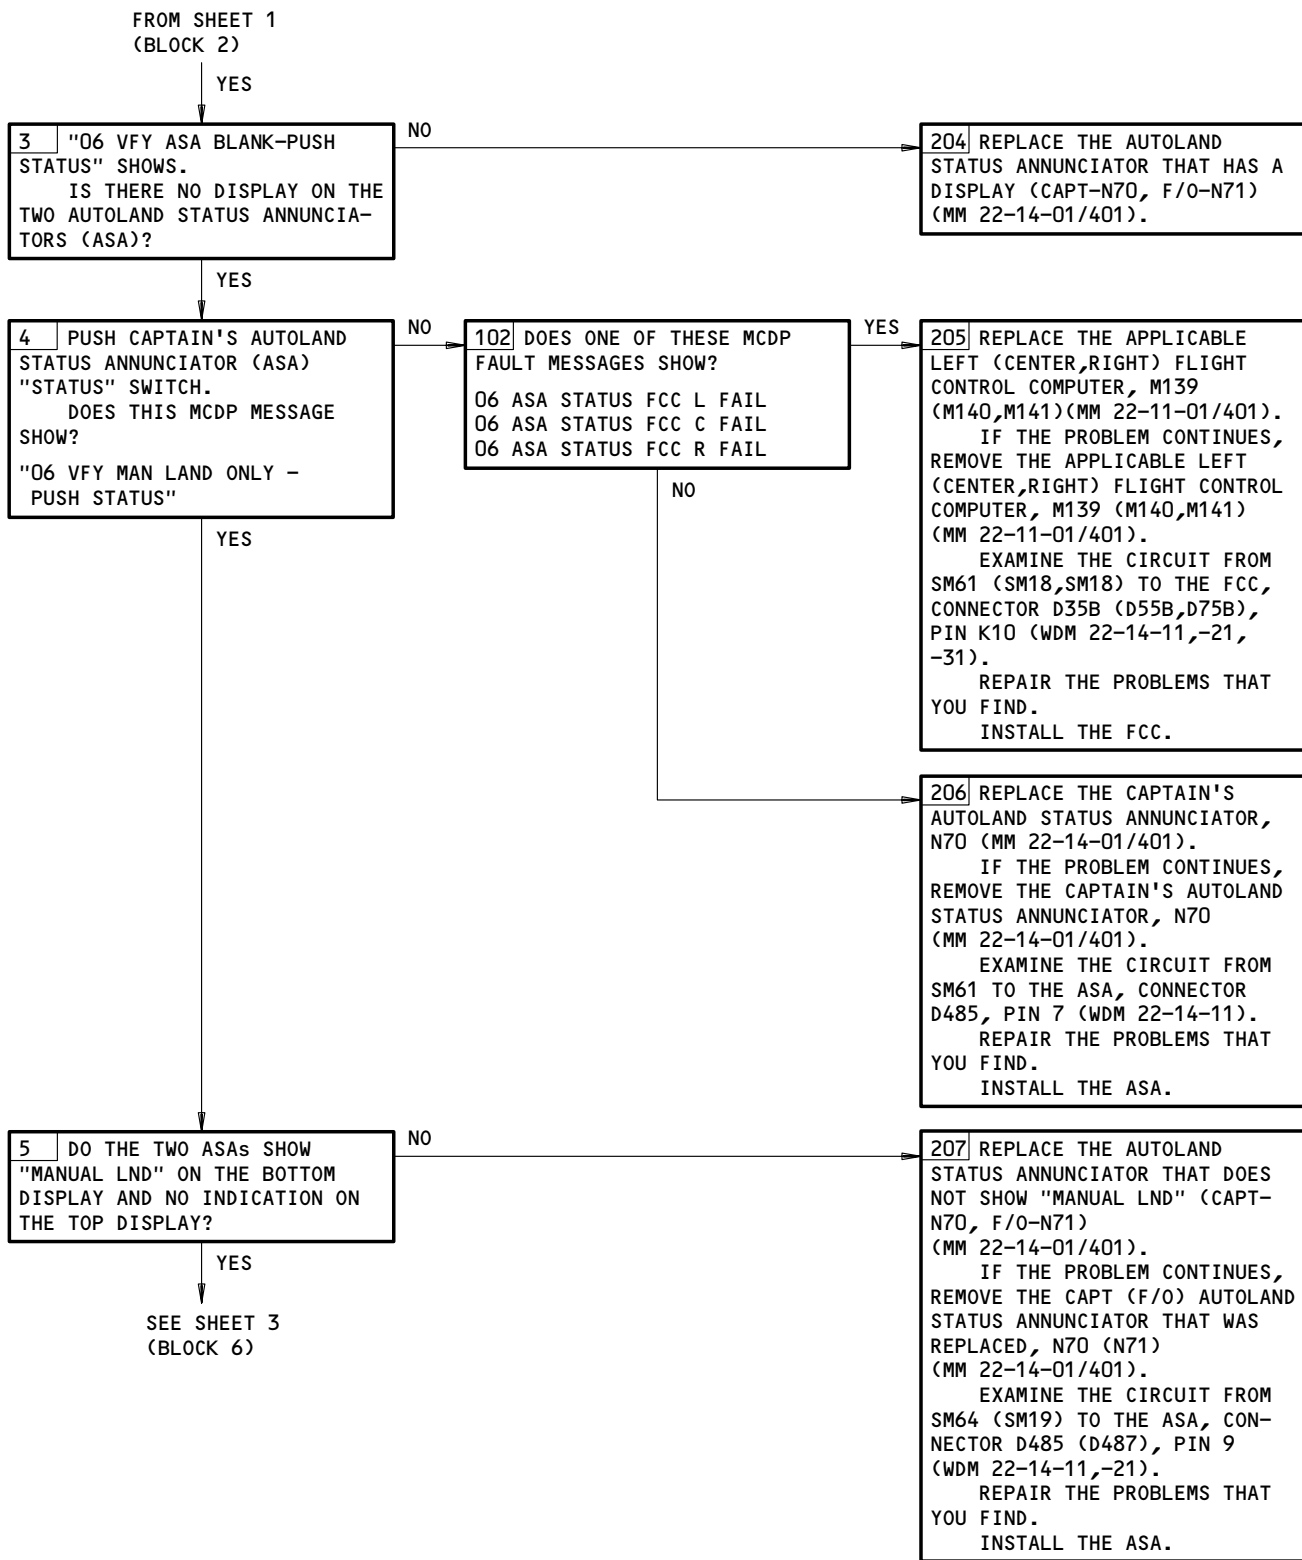 FROM SHEET 1
(BLOCK 2)
YES
3 "06 VFY ASA BLANK-PUSH
STATUS" SHOWS.
IS THERE NO DISPLAY ON THE
TWO AUTOLAND STATUS ANNUNCIA-
TORS (ASA)?
NO
204 REPLACE THE AUTOLAND
STATUS ANNUNCIATOR THAT HAS A
DISPLAY (CAPT-N70, F/O-N71)
(MM 22-14-01/401).
YES
4 PUSH CAPTAIN'S AUTOLAND
STATUS ANNUNCIATOR (ASA)
"STATUS" SWITCH.
DOES THIS MCDP MESSAGE
SHOW?
"06 VFY MAN LAND ONLY -
PUSH STATUS"
NO
102 DOES ONE OF THESE MCDP
FAULT MESSAGES SHOW?
06 ASA STATUS FCC L FAIL
06 ASA STATUS FCC C FAIL
06 ASA STATUS FCC R FAIL
YES
205 REPLACE THE APPLICABLE
LEFT (CENTER,RIGHT) FLIGHT
CONTROL COMPUTER, M139
(M140,M141)(MM 22-11-01/401).
IF THE PROBLEM CONTINUES,
REMOVE THE APPLICABLE LEFT
(CENTER,RIGHT) FLIGHT CONTROL
COMPUTER, M139 (M140,M141)
(MM 22-11-01/401).
EXAMINE THE CIRCUIT FROM
SM61 (SM18,SM18) TO THE FCC,
CONNECTOR D35B (D55B,D75B),
PIN K10 (WDM 22-14-11,-21,
-31).
REPAIR THE PROBLEMS THAT
YOU FIND.
INSTALL THE FCC.
NO
206 REPLACE THE CAPTAIN'S
AUTOLAND STATUS ANNUNCIATOR,
N70 (MM 22-14-01/401).
IF THE PROBLEM CONTINUES,
REMOVE THE CAPTAIN'S AUTOLAND
STATUS ANNUNCIATOR, N70
(MM 22-14-01/401).
EXAMINE THE CIRCUIT FROM
SM61 TO THE ASA, CONNECTOR
D485, PIN 7 (WDM 22-14-11).
REPAIR THE PROBLEMS THAT
YOU FIND.
INSTALL THE ASA.
YES
5 DO THE TWO ASAs SHOW
"MANUAL LND" ON THE BOTTOM
DISPLAY AND NO INDICATION ON
THE TOP DISPLAY?
NO
207 REPLACE THE AUTOLAND
STATUS ANNUNCIATOR THAT DOES
NOT SHOW "MANUAL LND" (CAPT-
N70, F/O-N71)
(MM 22-14-01/401).
IF THE PROBLEM CONTINUES,
REMOVE THE CAPT (F/O) AUTOLAND
STATUS ANNUNCIATOR THAT WAS
REPLACED, N70 (N71)
(MM 22-14-01/401).
EXAMINE THE CIRCUIT FROM
SM64 (SM19) TO THE ASA, CON-
NECTOR D485 (D487), PIN 9
(WDM 22-14-11,-21).
REPAIR THE PROBLEMS THAT
YOU FIND.
INSTALL THE ASA.
YES
SEE SHEET 3
(BLOCK 6)